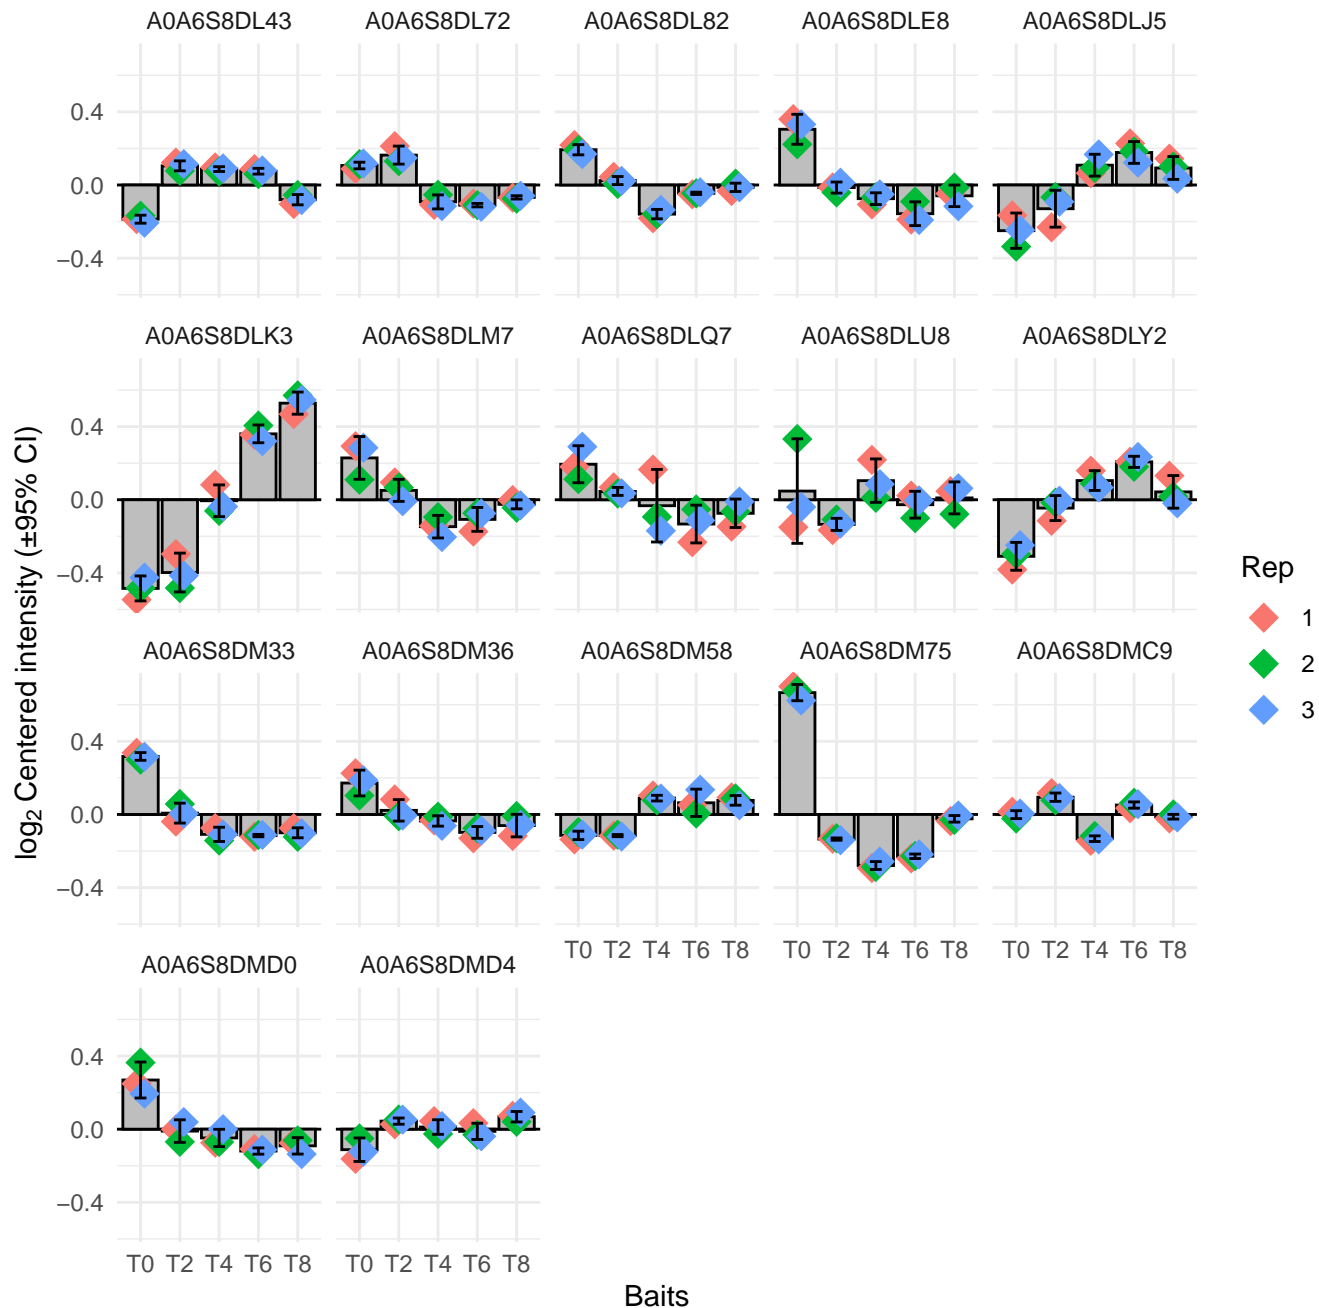 A0A6S8DL43 A0A6S8DL72 A0A6S8DL82 A0A6S8DLE8 A0A6S8DLJ5
0.4
0.0
−0.4
A0A6S8DLK3 A0A6S8DLM7 A0A6S8DLQ7 A0A6S8DLU8 A0A6S8DLY2
0.4
0.0
−0.4
A0A6S8DM33 A0A6S8DM36 A0A6S8DM58 A0A6S8DM75 A0A6S8DMC9
0.4
0.0
−0.4
T0 T2 T4 T6 T8 T0 T2 T4 T6 T8 T0 T2 T4 T6 T8
A0A6S8DMD0 A0A6S8DMD4
0.4
0.0
−0.4
T0 T2 T4 T6 T8 T0 T2 T4 T6 T8
Baits
log₂ Centered intensity (±95% CI)
Rep
1
2
3